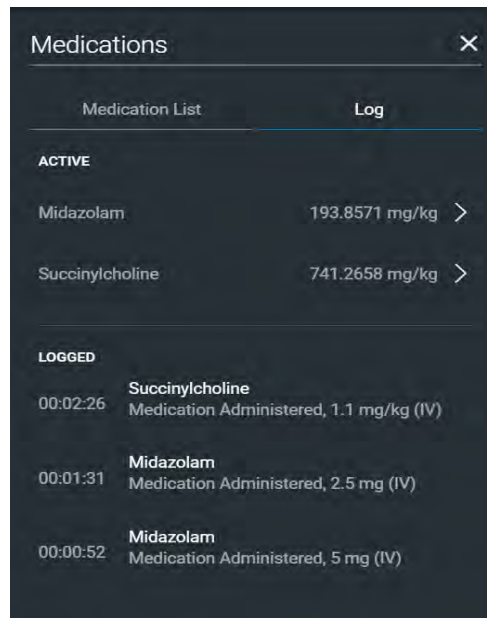 Medications
Medication List Log
ACTIVE
Midazolam 193.8571 mg/kg
Succinylcholine 741.2658 mg/kg
LOGGED
Succinylcholine
00:02:26 Medication Administered, 1.1 mg/kg (IV)
Midazolam
00:01:31 Medication Administered, 2.5 mg (IV)
Midazolam
00:00:52 Medication Administered, 5 mg (IV)